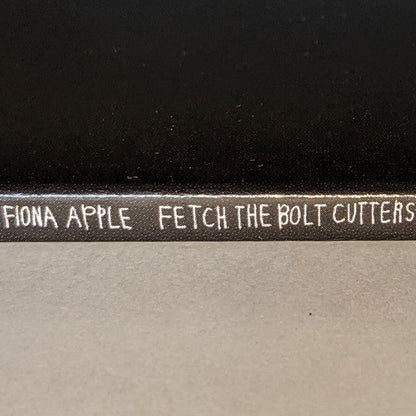 FIONA APPLE FETCH THE BOLT CUTTERS